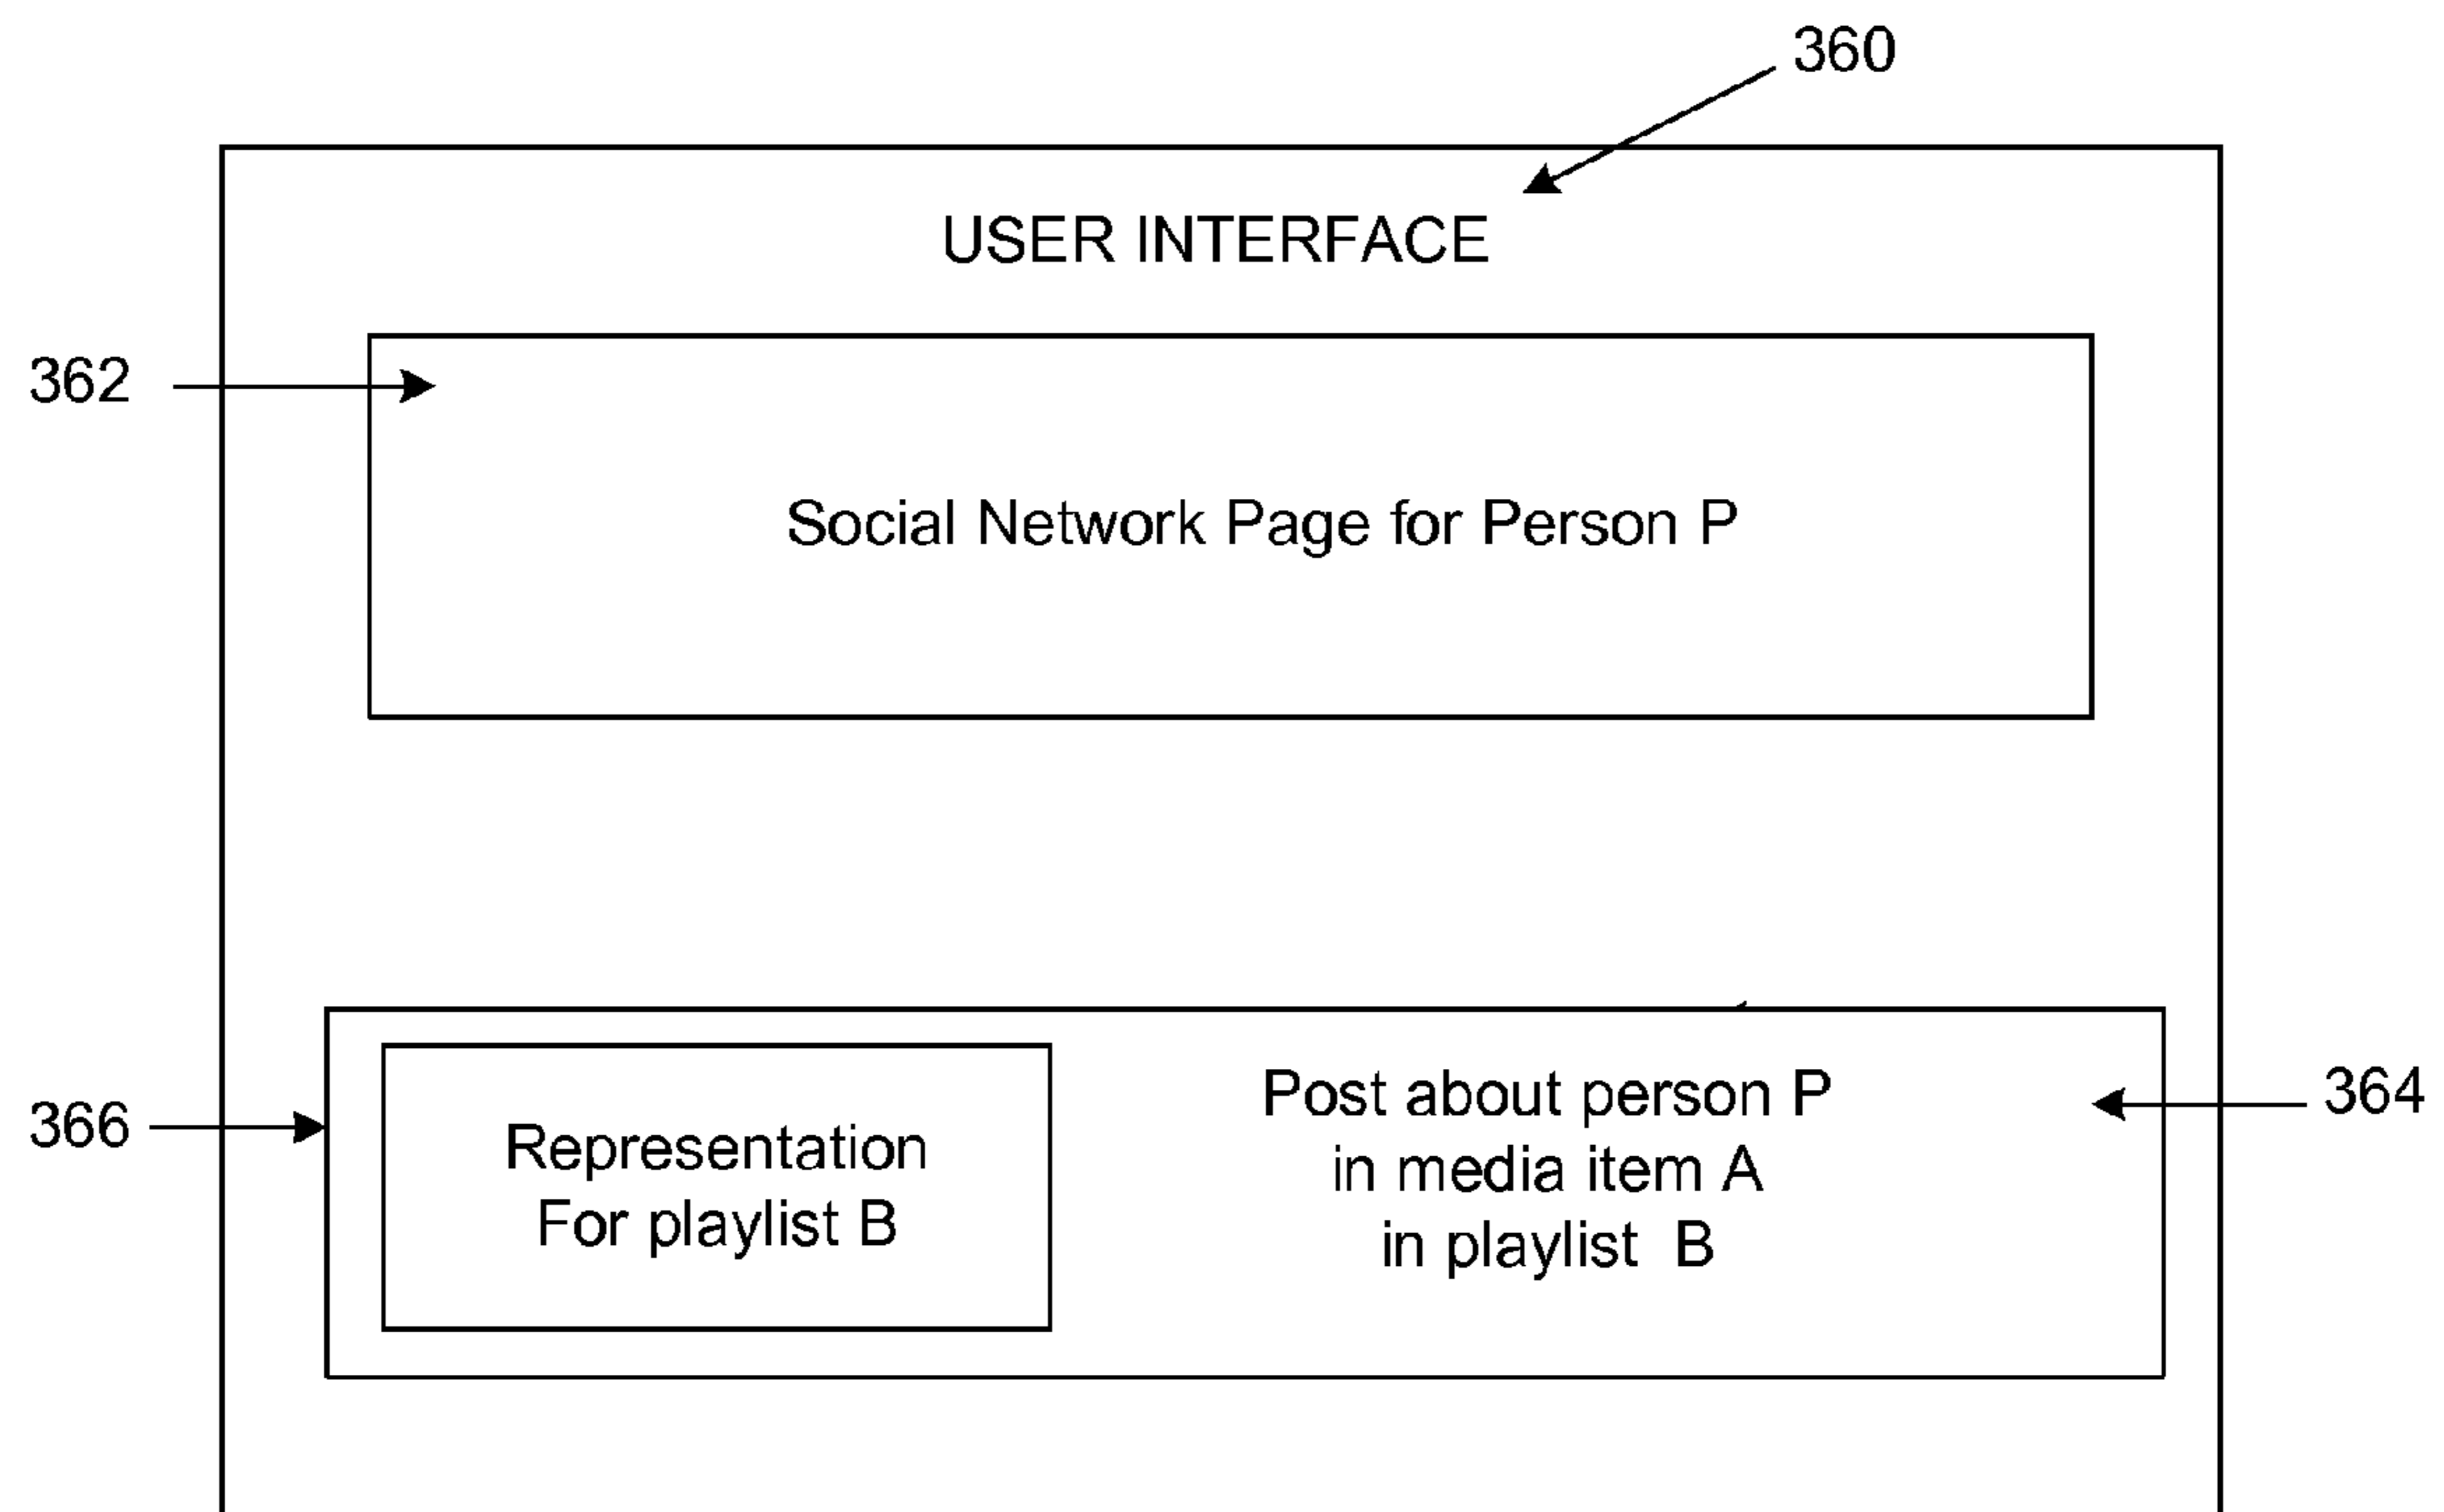 360
USER INTERFACE
362
Social Network Page for Person P
366
Representation
For playlist B
Post about person P
in media item A
in playlist B
364